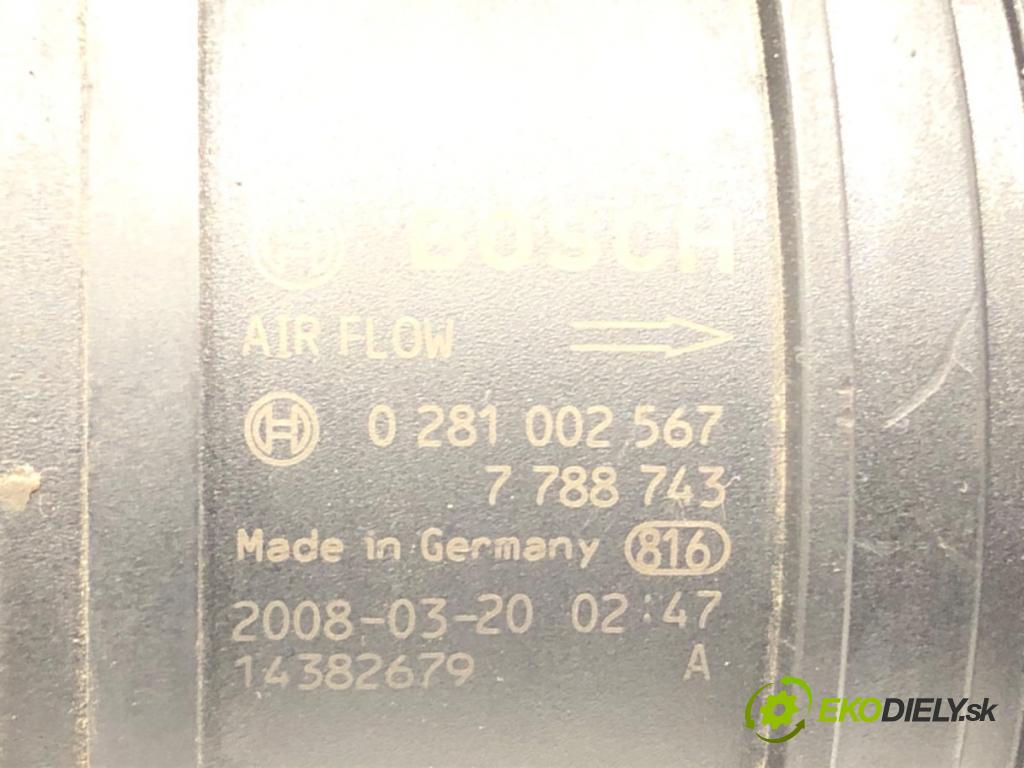 BOSCH
AIR FLOW
0 281 002 567
7 788 743
Made in Germany 816
2008-03-20 02:47
14382679 A
EKODIELY.sk